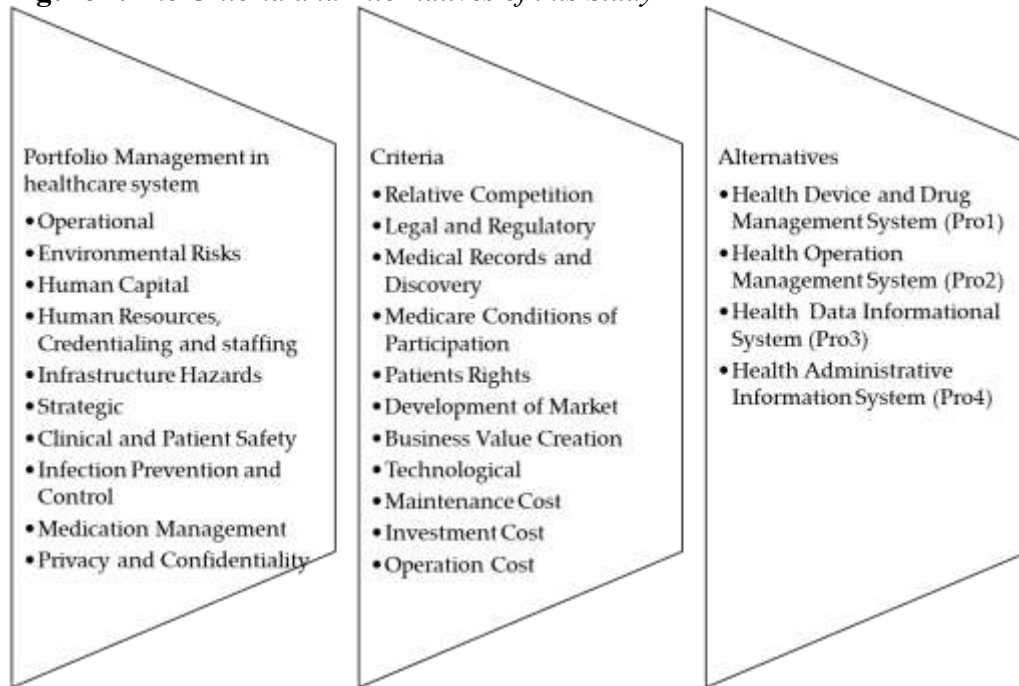 Portfolio Management in
healthcare system
•Operational
•Environmental Risks
•Human Capital
•Human Resources,
Credentialing and staffing
•Infrastructure Hazards
•Strategic
•Clinical and Patient Safety
•Infection Prevention and
Control
•Medication Management
•Privacy and Confidentiality
Criteria
•Relative Competition
•Legal and Regulatory
•Medical Records and
Discovery
•Medicare Conditions of
Participation
•Patients Rights
•Development of Market
•Business Value Creation
•Technological
•Maintenance Cost
•Investment Cost
•Operation Cost
Alternatives
•Health Device and Drug
Management System (Pro1)
•Health Operation
Management System (Pro2)
•Health Data Informational
System (Pro3)
•Health Administrative
Information System (Pro4)